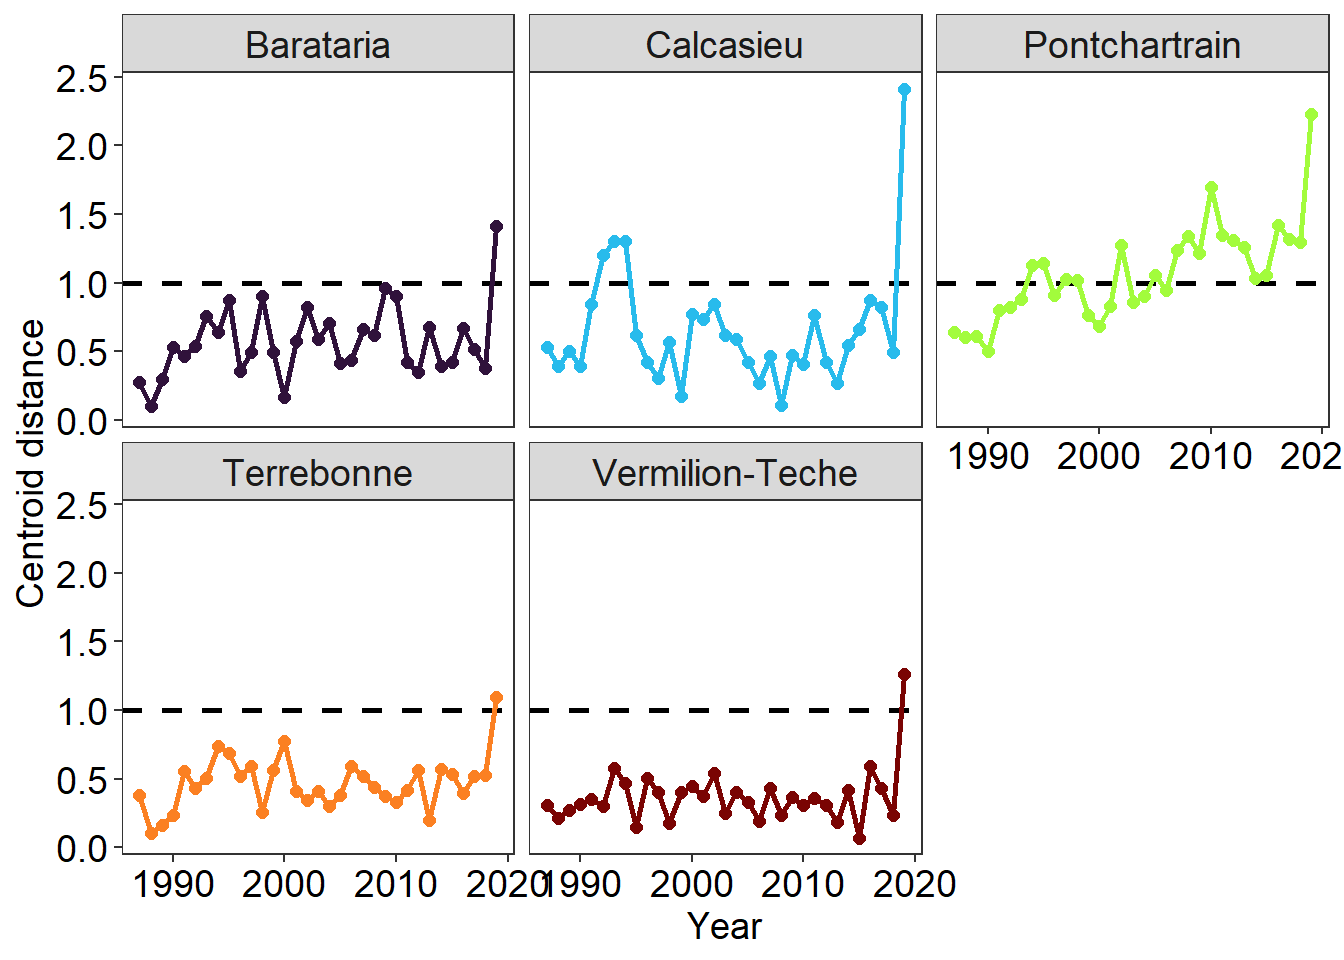 Barataria
Calcasieu
Pontchartrain
2.5
2.0
1.5
1.0
0.5
0.0
1990 2000 2010 202
Centroid distance
Terrebonne
Vermilion-Teche
2.5
2.0
1.5
1.0
0.5
0.0
1990 2000 2010 2020
1990 2000 2010 2020
Year